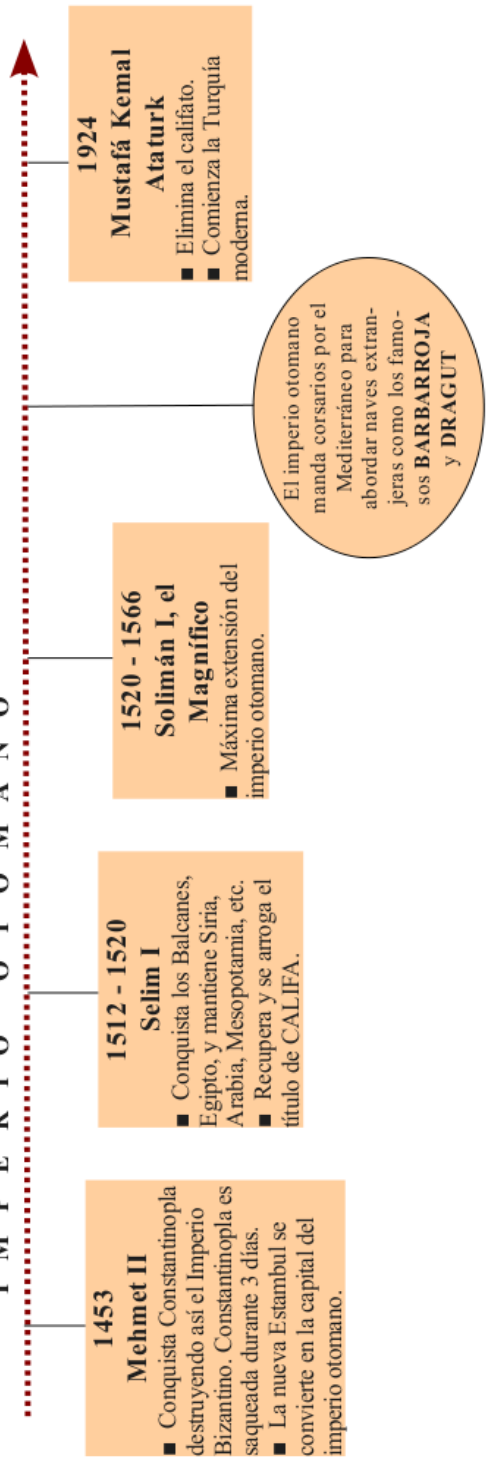 IMPERIO OTOMANO
1453
Mehmet II
■ Conquista Constantinopla
destruyendo así el Imperio
Bizantino. Constantinopla es
saqueada durante 3 días.
■ La nueva Estambul se
convierte en la capital del
imperio otomano.
1512 - 1520
Selim I
■ Conquista los Balcanes,
Egipto, y mantiene Siria,
Arabia, Mesopotamia, etc.
■ Recupera y se arroga el
título de CALIFA.
1520 - 1566
Solimán I, el
Magnífico
■ Máxima extensión del
imperio otomano.
El imperio otomano
manda corsarios por el
Mediterráneo para
abordar naves extran-
jeras como los famo-
sos BARBARROJA
y DRAGUT
1924
Mustafá Kemal
Ataturk
■ Elimina el califato.
■ Comienza la Turquía
moderna.